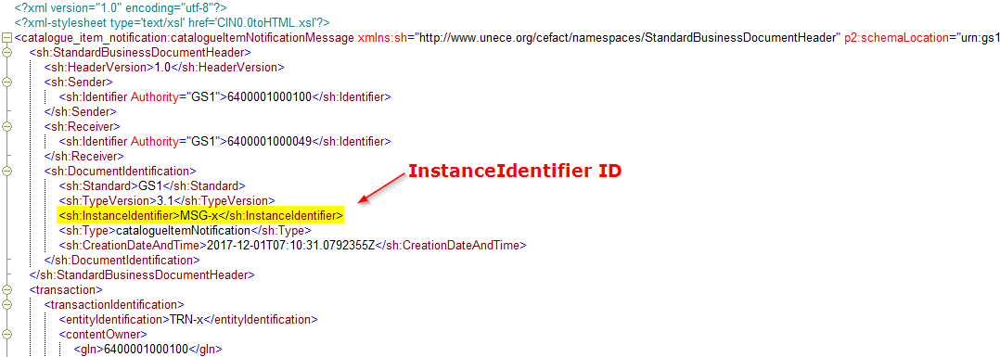 <?xml version="1.0" encoding="utf-8"?>
<?xml-stylesheet type='text/xsl' href='CIN0.0toHTML.xsl'?>
<catalogue_item_notification:catalogueItemNotificationMessage xmlns:sh="http://www.unece.org/cefact/namespaces/StandardBusinessDocumentHeader" p2:schemaLocation="urn:gs1
<sh:StandardBusinessDocumentHeader>
<sh:HeaderVersion>1.0</sh:HeaderVersion>
<sh:Sender>
<sh:Identifier Authority="GS1">6400001000100</sh:Identifier>
</sh:Sender>
<sh:Receiver>
<sh:Identifier Authority="GS1">6400001000049</sh:Identifier>
</sh:Receiver>
<sh:DocumentIdentification>
InstanceIdentifier ID
<sh:Standard>GS1</sh:Standard>
<sh:TypeVersion>3.1</sh:TypeVersion>
<sh:InstanceIdentifier>MSG-x</sh:InstanceIdentifier>
<sh:Type>catalogueItemNotification</sh:Type>
<sh:CreationDateAndTime>2017-12-01T07:10:31.0792355Z</sh:CreationDateAndTime>
</sh:DocumentIdentification>
</sh:StandardBusinessDocumentHeader>
<transaction>
<transactionIdentification>
<entityIdentification>TRN-x</entityIdentification>
<contentOwner>
<gln>6400001000100</gln>